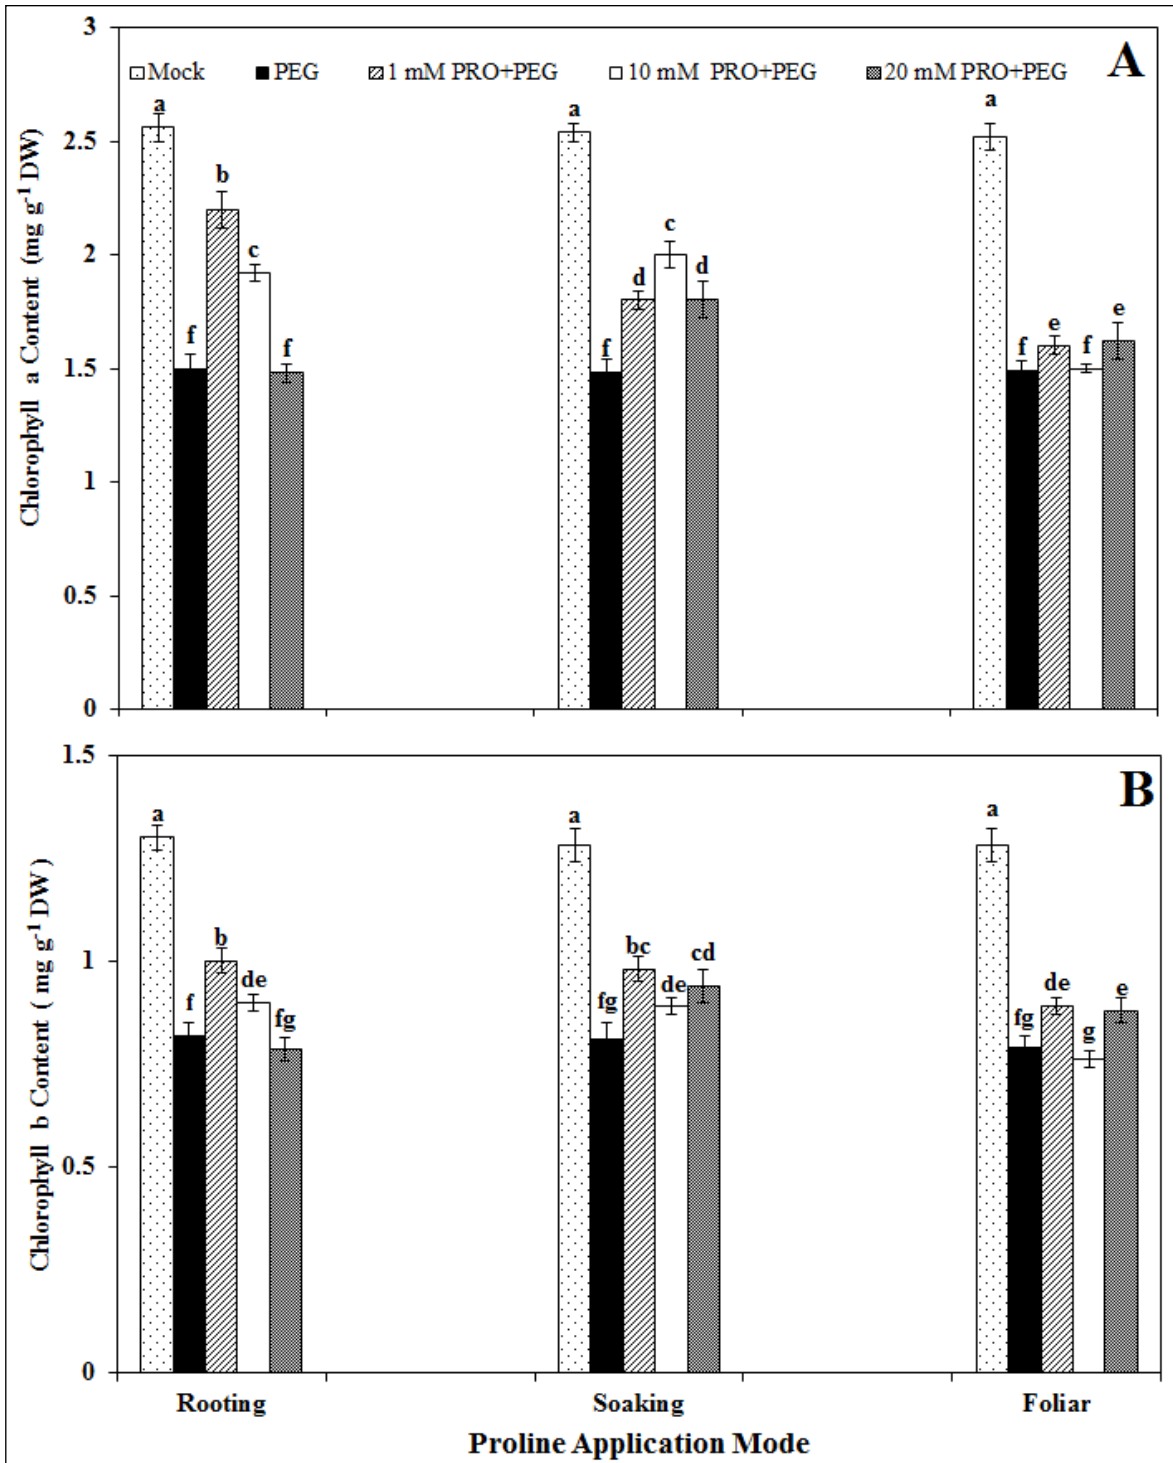 3
A
Mock PEG 1 mM PRO+PEG 10 mM PRO+PEG 20 mM PRO+PEG
a a a
2.5
b
c c
2
d d
f f f f e f e
1.5
1
0.5
0
Chlorophyll a Content (mg g⁻¹ DW)
1.5
B
a a a
b bc cd
1
f de fg fg de fg de g e
0.5
0
Chlorophyll b Content ( mg g⁻¹ DW )
Rooting Soaking Foliar
Proline Application Mode